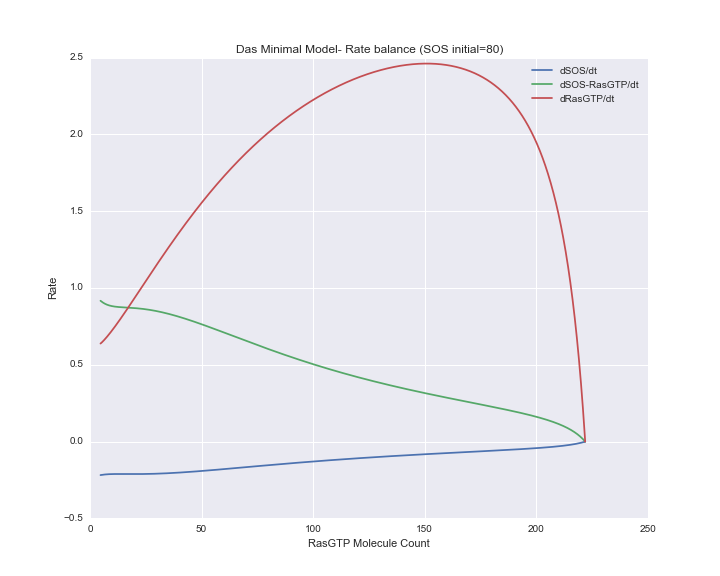 Das Minimal Model- Rate balance (SOS initial=80)
2.5
2.0
1.5
1.0
0.5
0.0
−0.5
Rate
dSOS/dt
dSOS-RasGTP/dt
dRasGTP/dt
0 50 100 150 200 250
RasGTP Molecule Count